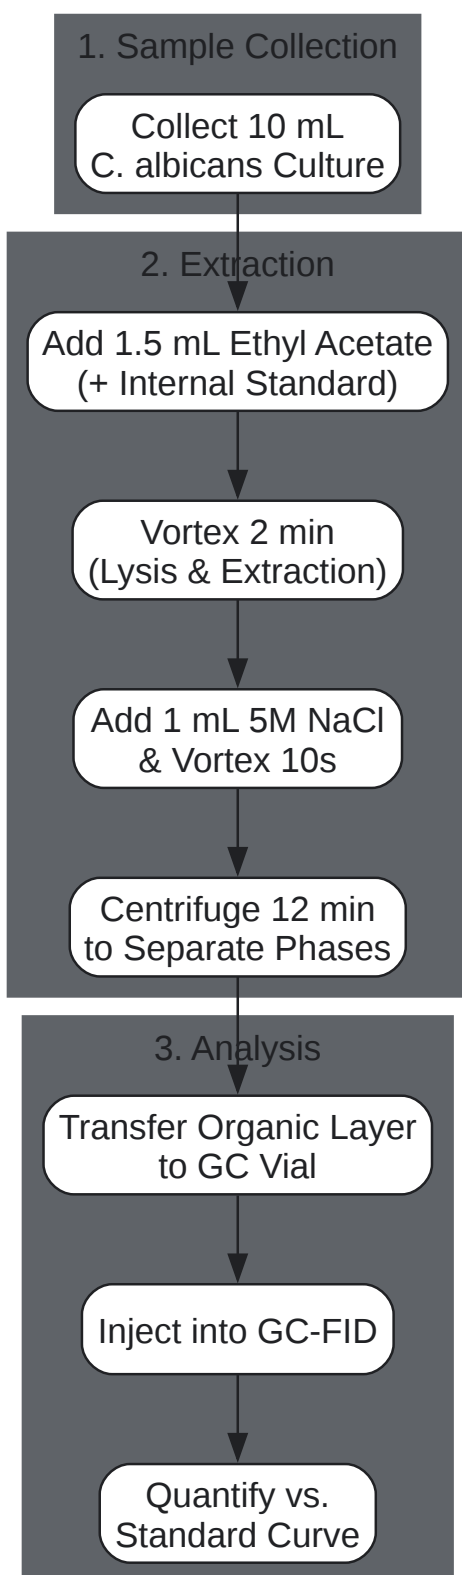 1. Sample Collection
Collect 10 mL
C. albicans Culture
2. Extraction
Add 1.5 mL Ethyl Acetate
(+ Internal Standard)
Vortex 2 min
(Lysis & Extraction)
Add 1 mL 5M NaCl
& Vortex 10s
Centrifuge 12 min
to Separate Phases
3. Analysis
Transfer Organic Layer
to GC Vial
Inject into GC-FID
Quantify vs.
Standard Curve